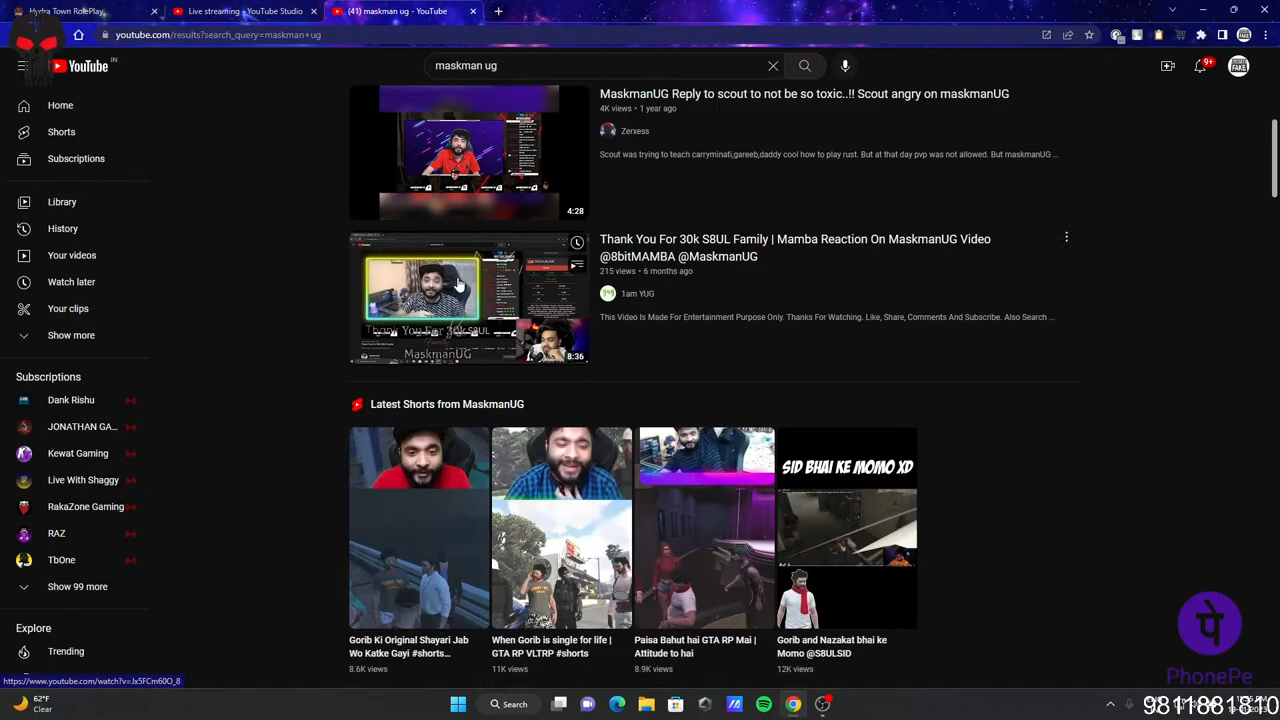 Hydra Town RolePlay
Live streaming - YouTube Studio
(41) maskman ug - YouTube
youtube.com/results?search_query=maskman+ug
YouTube IN
maskman ug
9+
Home
Shorts
Subscriptions
Library
History
Your videos
Watch later
Your clips
Show more
Subscriptions
Dank Rishu
JONATHAN GA...
Kewat Gaming
Live With Shaggy
RakaZone Gaming
RAZ
TbOne
Show 99 more
Explore
Trending
https://www.youtube.com/watch?v=Jx5FCm60O_8
MaskmanUG Reply to scout to not be so toxic..!! Scout angry on maskmanUG
4K views • 1 year ago
Zerxess
Scout was trying to teach carryminati,gareeb,daddy cool how to play rust. But at that day pvp was not allowed. But maskmanUG ...
4:28
Thank You For 30k S8UL Family | Mamba Reaction On MaskmanUG Video
@8bitMAMBA @MaskmanUG
215 views • 6 months ago
1am YUG
This Video Is Made For Entertainment Purpose Only. Thanks For Watching. Like, Share, Comments And Subscribe. Also Search ...
Thank You For 30k S8UL
Family
MaskmanUG
8:36
Latest Shorts from MaskmanUG
SID BHAI KE MOMO XD
Gorib Ki Original Shayari Jab
Wo Katke Gayi #shorts...
8.6K views
When Gorib is single for life |
GTA RP VLTRP #shorts
11K views
Paisa Bahut hai GTA RP Mai |
Attitude to hai
8.9K views
Gorib and Nazakat bhai ke
Momo @S8ULSID
12K views
पे
PhonePe
9811881810
62°F
Clear
Search